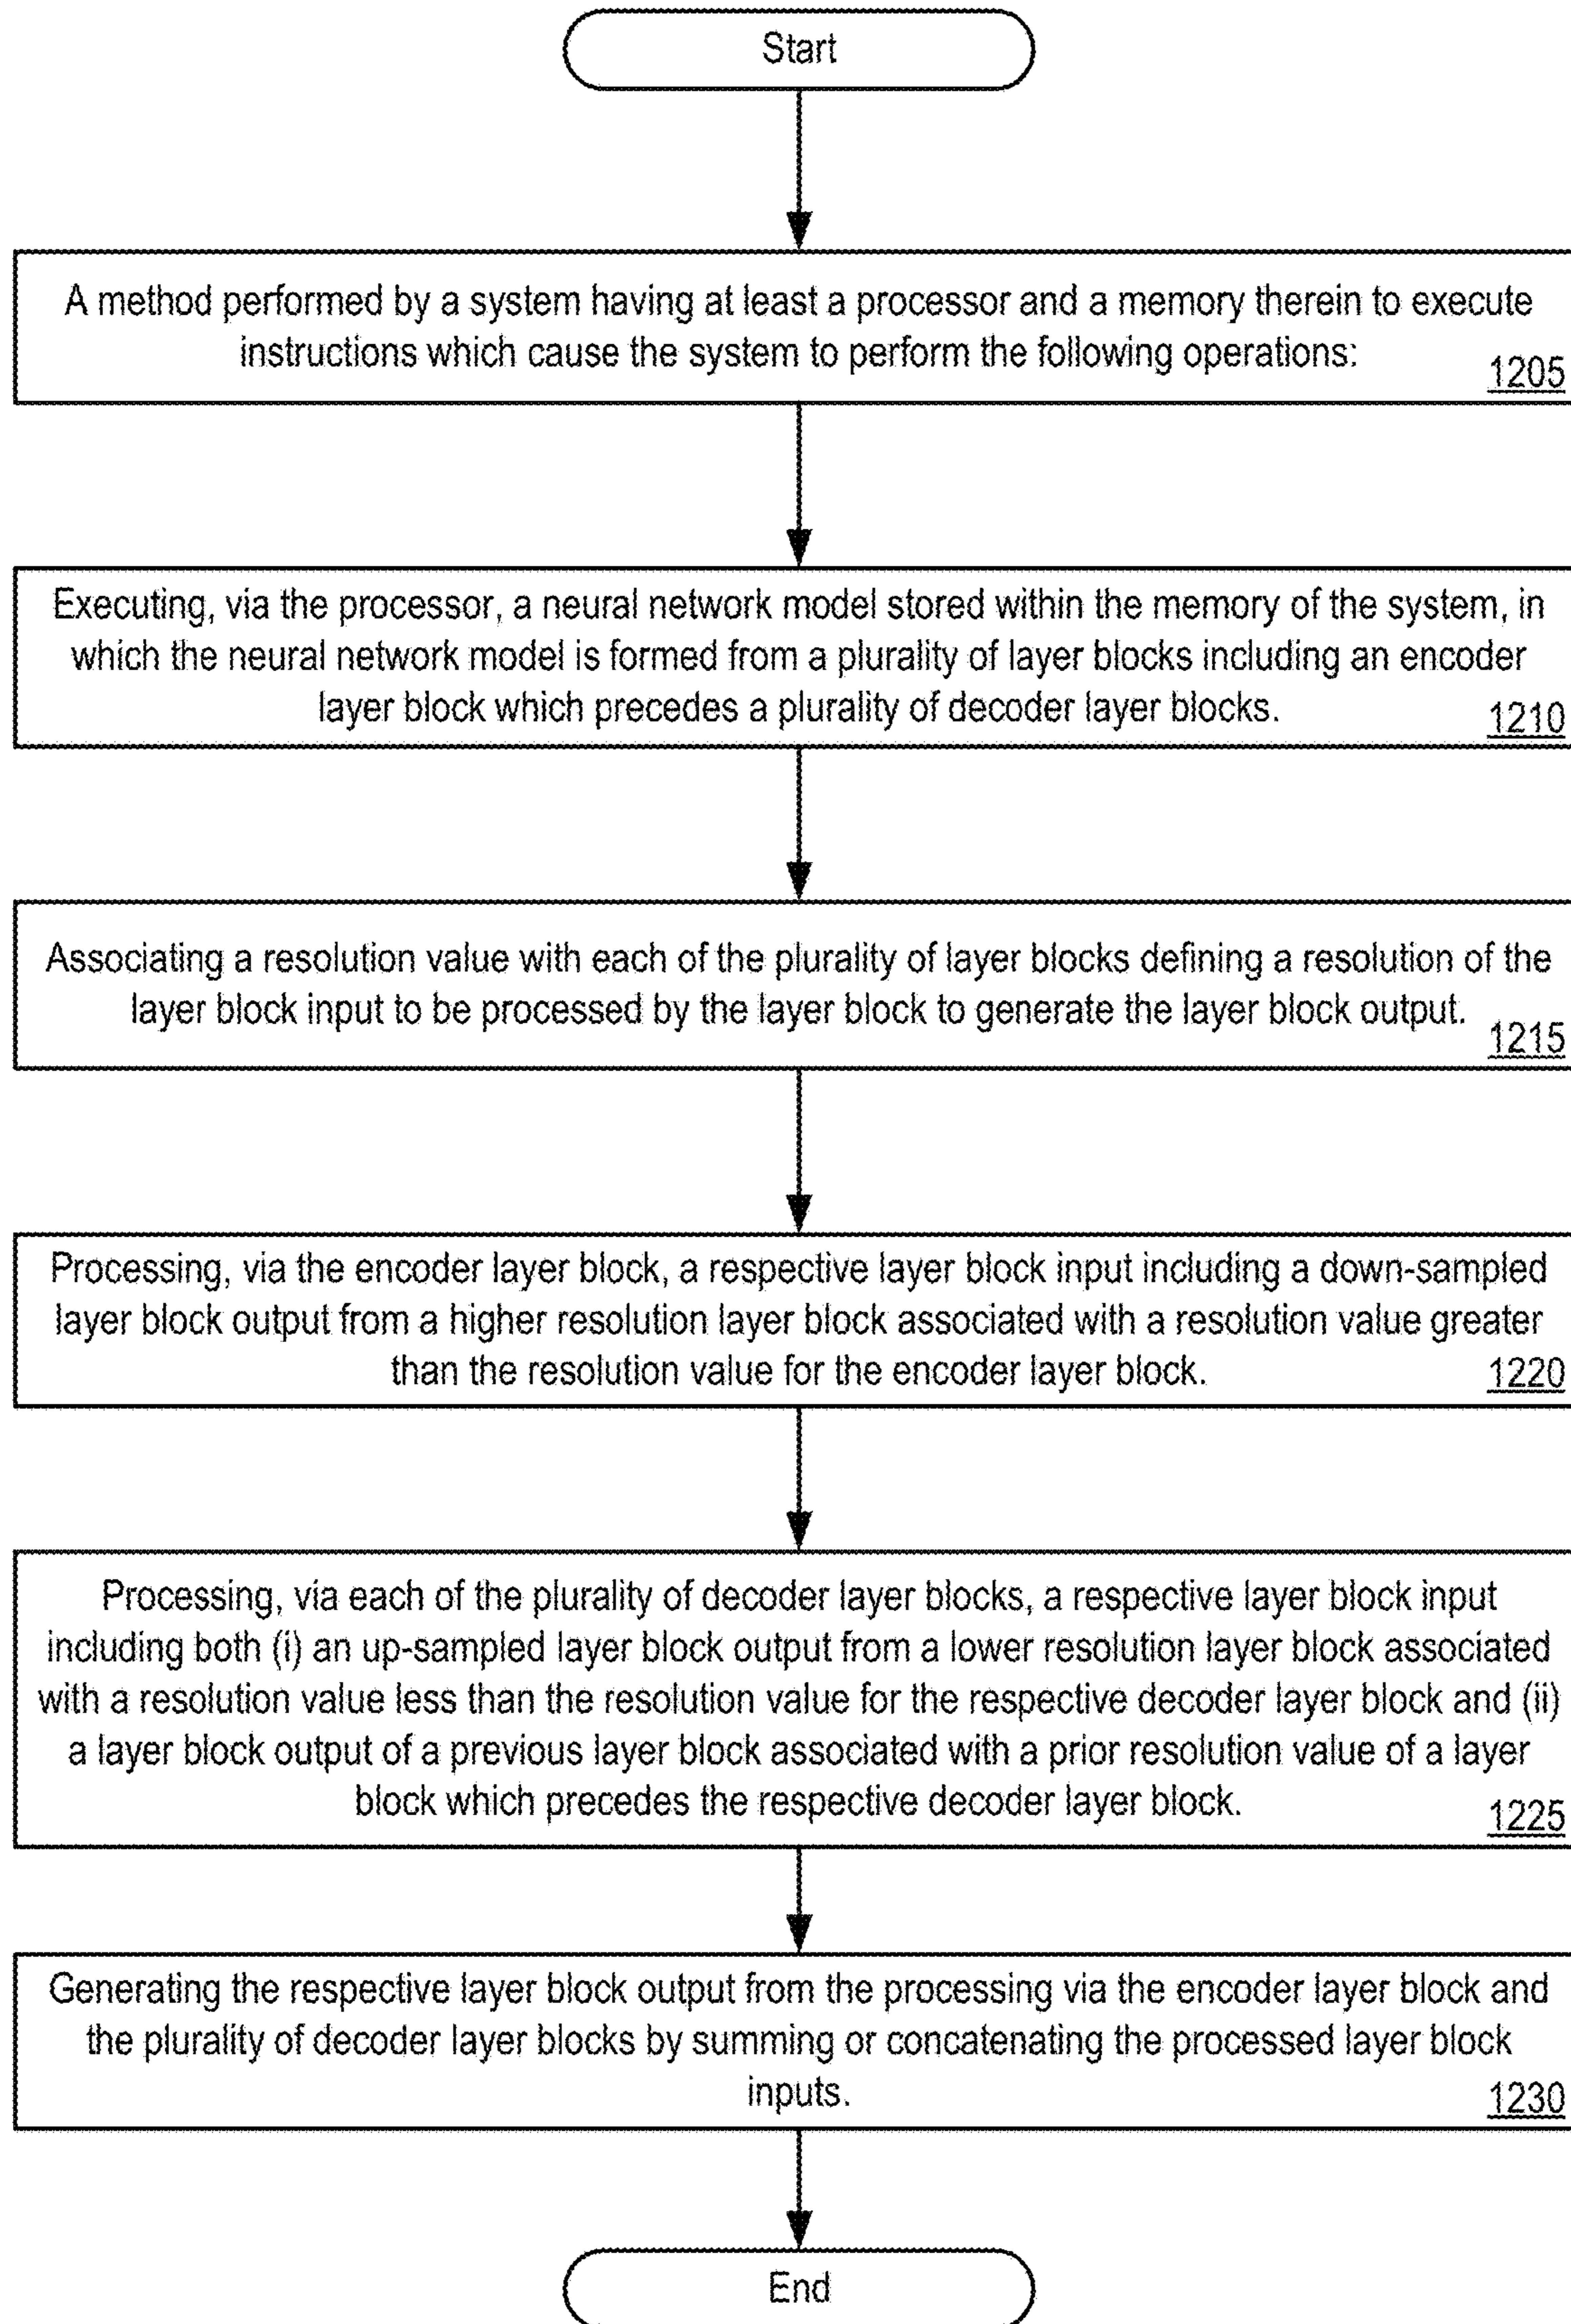 Start
A method performed by a system having at least a processor and a memory therein to execute
instructions which cause the system to perform the following operations:
1205
Executing, via the processor, a neural network model stored within the memory of the system, in
which the neural network model is formed from a plurality of layer blocks including an encoder
layer block which precedes a plurality of decoder layer blocks.
1210
Associating a resolution value with each of the plurality of layer blocks defining a resolution of the
layer block input to be processed by the layer block to generate the layer block output.
1215
Processing, via the encoder layer block, a respective layer block input including a down-sampled
layer block output from a higher resolution layer block associated with a resolution value greater
than the resolution value for the encoder layer block.
1220
Processing, via each of the plurality of decoder layer blocks, a respective layer block input
including both (i) an up-sampled layer block output from a lower resolution layer block associated
with a resolution value less than the resolution value for the respective decoder layer block and (ii)
a layer block output of a previous layer block associated with a prior resolution value of a layer
block which precedes the respective decoder layer block.
1225
Generating the respective layer block output from the processing via the encoder layer block and
the plurality of decoder layer blocks by summing or concatenating the processed layer block
inputs.
1230
End